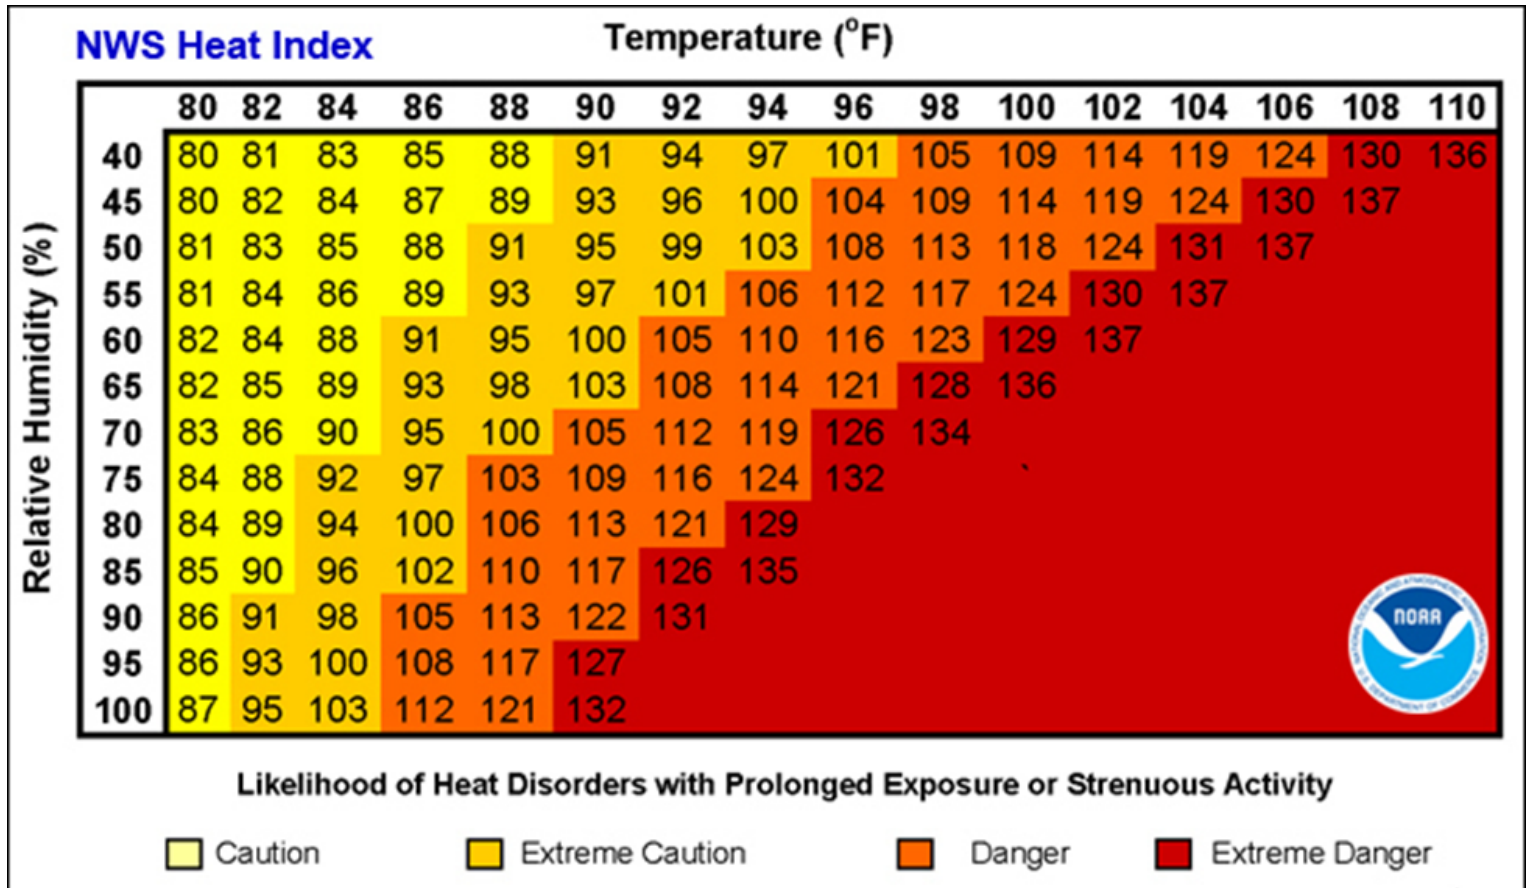 NWS Heat Index
Temperature (°F)
80 82 84 86 88 90 92 94 96 98 100 102 104 106 108 110
Relative Humidity (%)
40 80 81 83 85 88 91 94 97 101 105 109 114 119 124 130 136
45 80 82 84 87 89 93 96 100 104 109 114 119 124 130 137
50 81 83 85 88 91 95 99 103 108 113 118 124 131 137
55 81 84 86 89 93 97 101 106 112 117 124 130 137
60 82 84 88 91 95 100 105 110 116 123 129 137
65 82 85 89 93 98 103 108 114 121 128 136
70 83 86 90 95 100 105 112 119 126 134
75 84 88 92 97 103 109 116 124 132
80 84 89 94 100 106 113 121 129
85 85 90 96 102 110 117 126 135
90 86 91 98 105 113 122 131
95 86 93 100 108 117 127
100 87 95 103 112 121 132
NATIONAL OCEANIC AND ATMOSPHERIC ADMINISTRATION
NOAA
U.S. DEPARTMENT OF COMMERCE
Likelihood of Heat Disorders with Prolonged Exposure or Strenuous Activity
Caution Extreme Caution Danger Extreme Danger